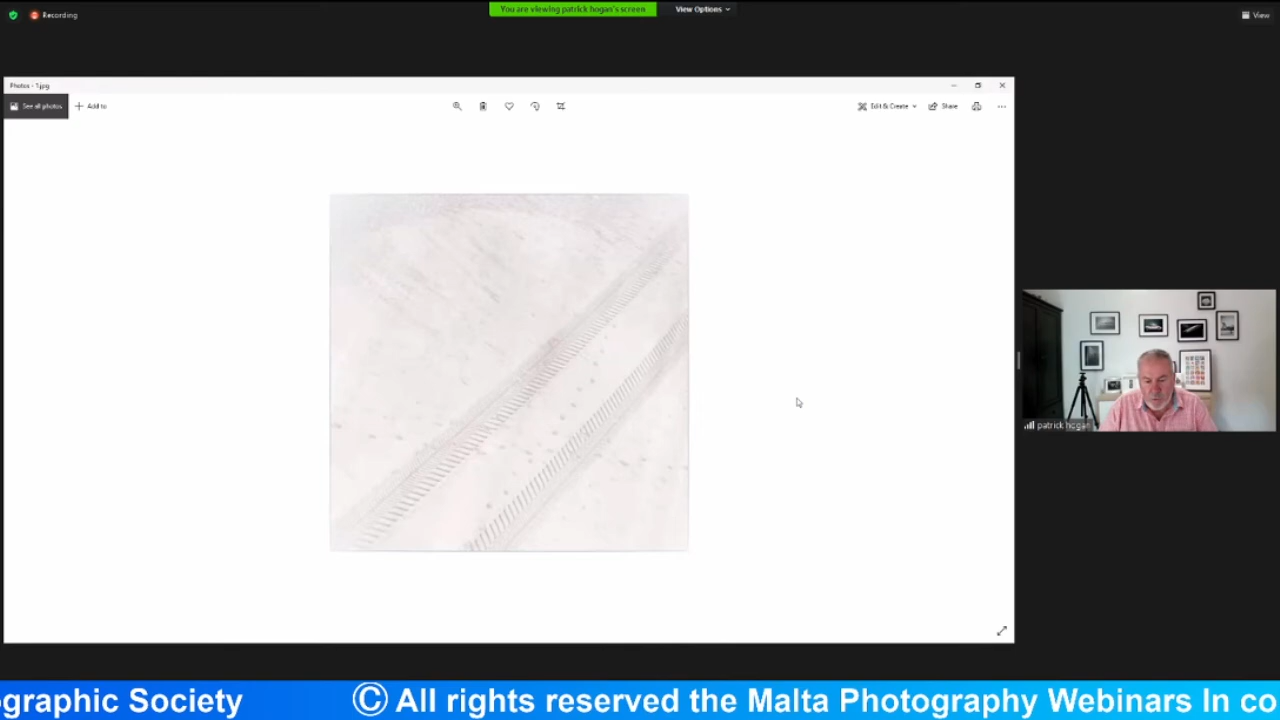 Recording
You are viewing patrick hogan's screen
View Options
View
Photos - 1.jpg
See all photos
Add to
Edit & Create
Share
patrick hogan
ographic Society
© All rights reserved the Malta Photography Webinars In co